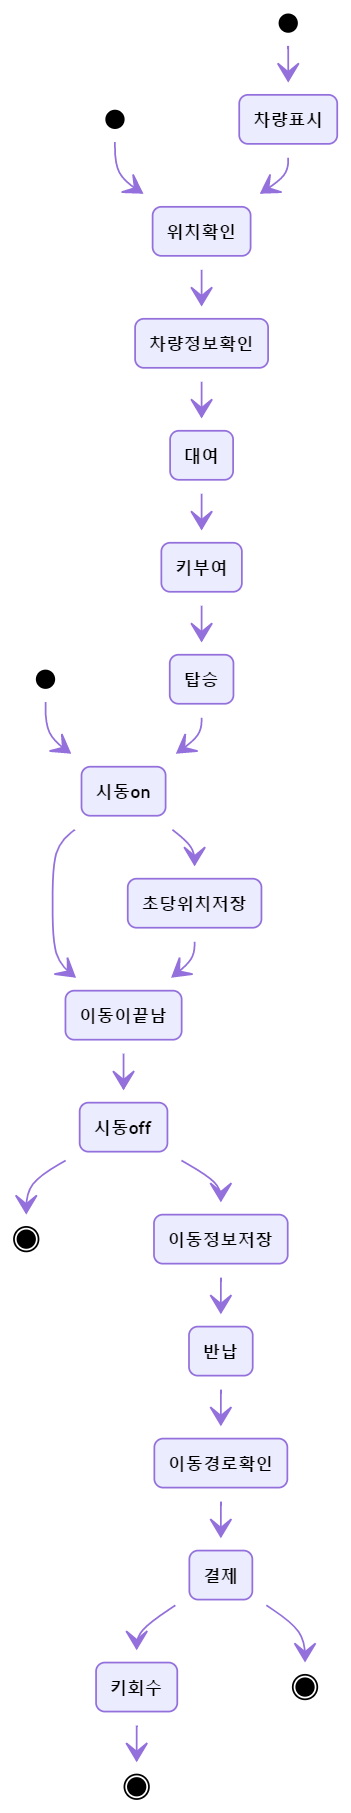 차량표시
위치확인
차량정보확인
대여
키부여
탑승
시동on
초당위치저장
이동이끝남
시동off
이동정보저장
반납
이동경로확인
결제
키회수